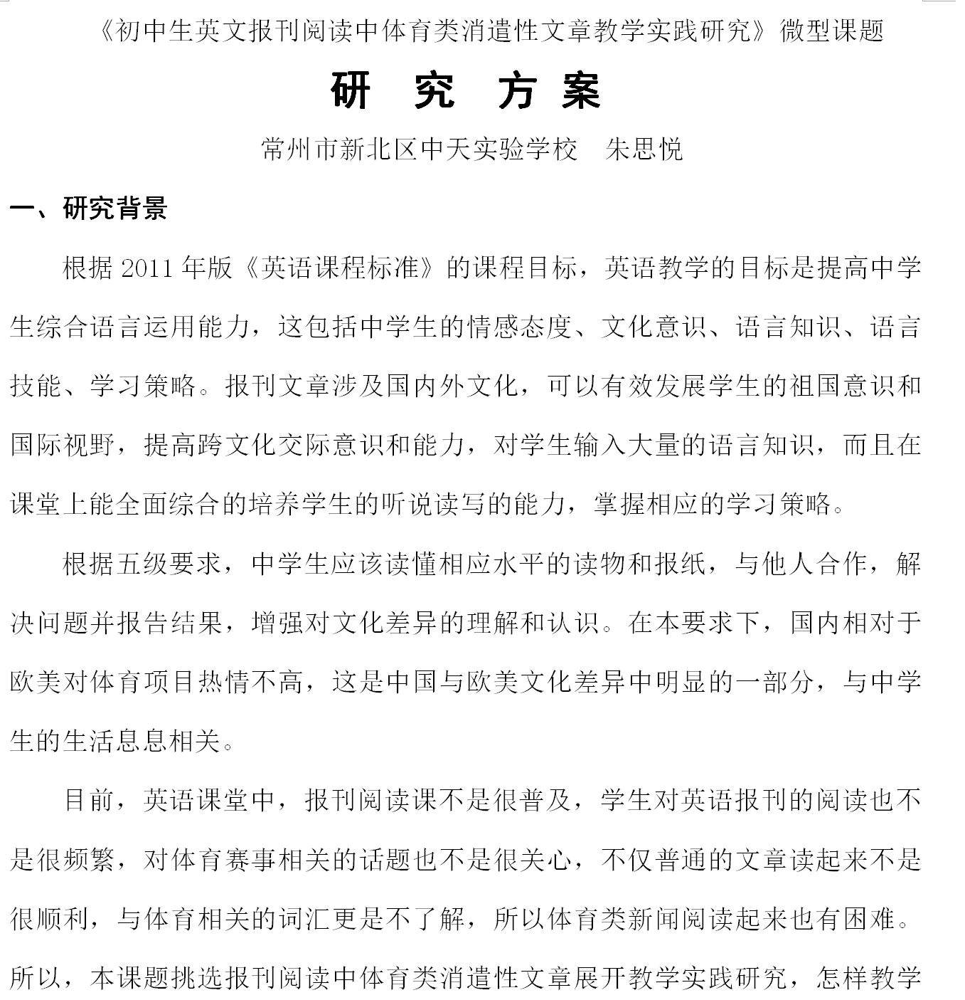 《初中生英文报刊阅读中体育类消遣性文章教学实践研究》微型课题
研 究 方 案
常州市新北区中天实验学校 朱思悦
一、研究背景
根据 2011 年版《英语课程标准》的课程目标，英语教学的目标是提高中学
生综合语言运用能力，这包括中学生的情感态度、文化意识、语言知识、语言
技能、学习策略。报刊文章涉及国内外文化，可以有效发展学生的祖国意识和
国际视野，提高跨文化交际意识和能力，对学生输入大量的语言知识，而且在
课堂上能全面综合的培养学生的听说读写的能力，掌握相应的学习策略。
根据五级要求，中学生应该读懂相应水平的读物和报纸，与他人合作，解
决问题并报告结果，增强对文化差异的理解和认识。在本要求下，国内相对于
欧美对体育项目热情不高，这是中国与欧美文化差异中明显的一部分，与中学
生的生活息息相关。
目前，英语课堂中，报刊阅读课不是很普及，学生对英语报刊的阅读也不
是很频繁，对体育赛事相关的话题也不是很关心，不仅普通的文章读起来不是
很顺利，与体育相关的词汇更是不了解，所以体育类新闻阅读起来也有困难。
所以，本课题挑选报刊阅读中体育类消遣性文章展开教学实践研究，怎样教学